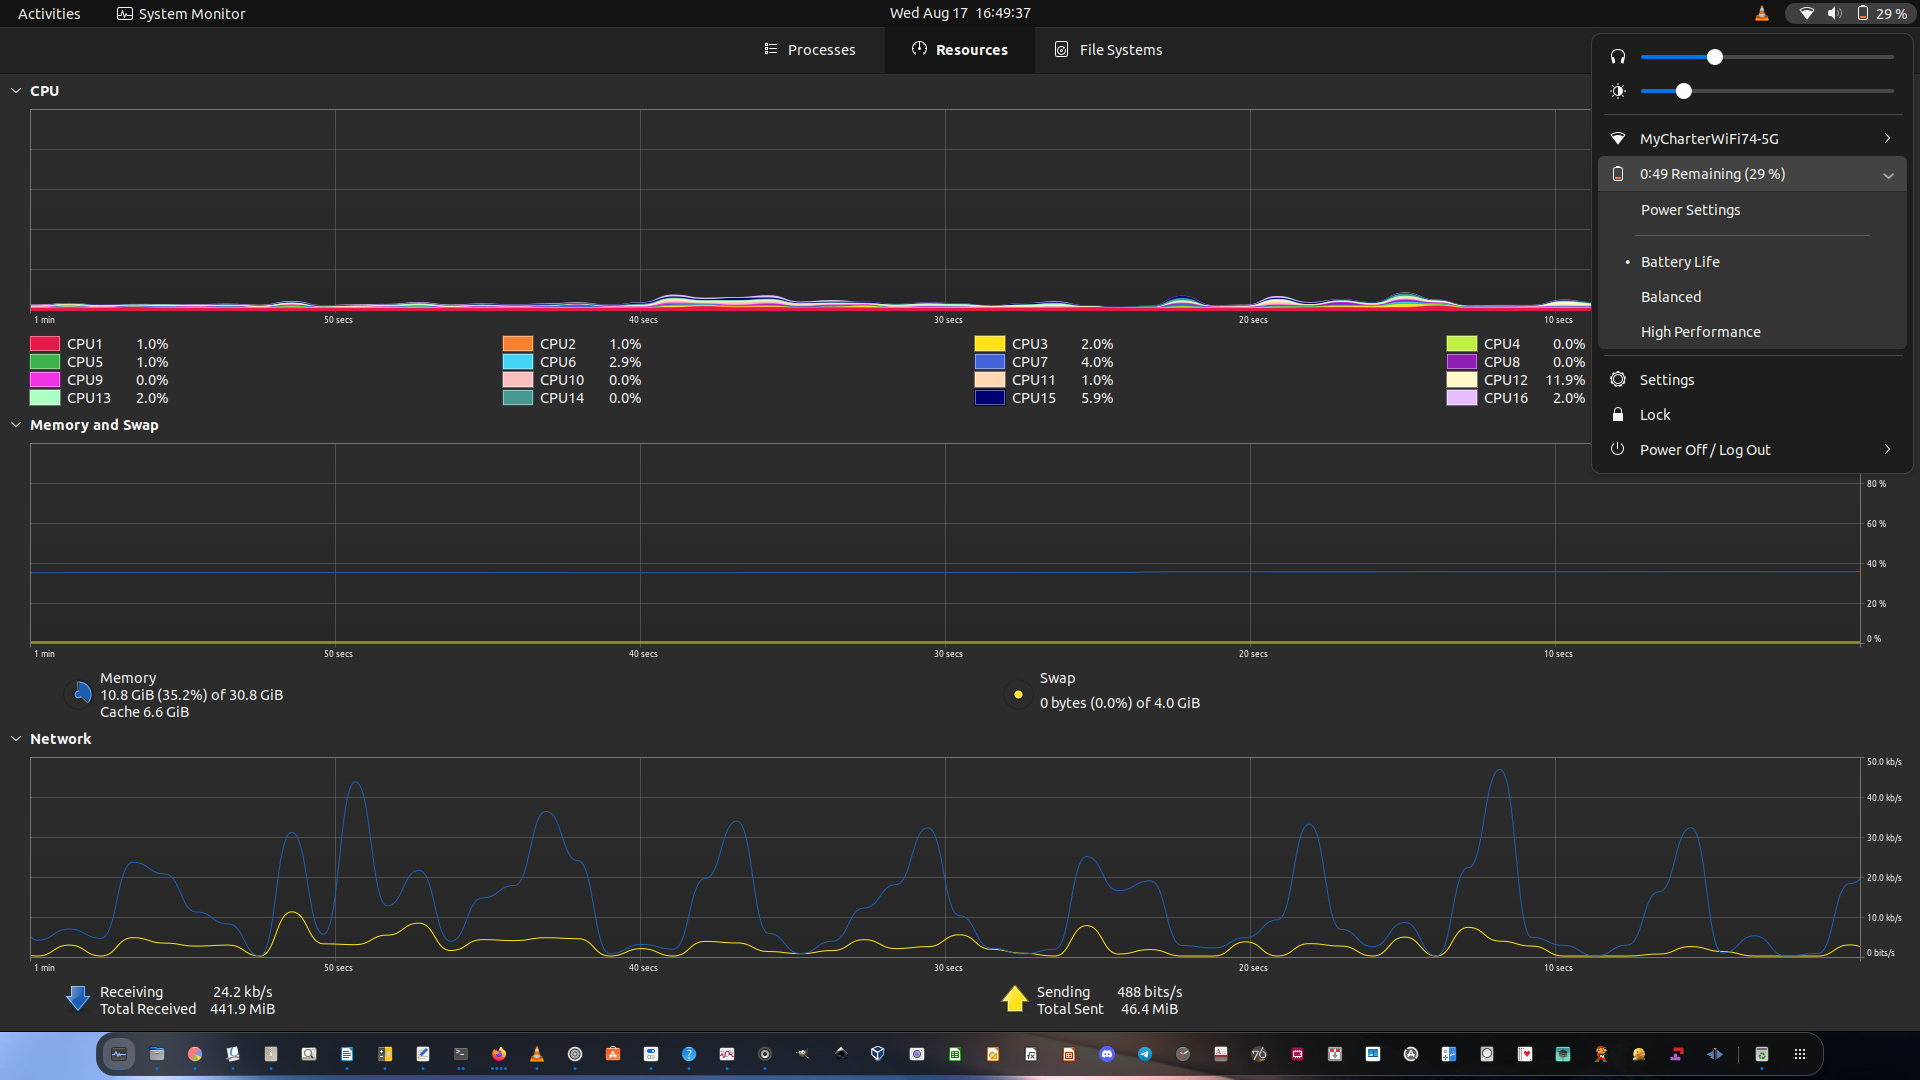 Activities System Monitor Wed Aug 17 16:49:37 29 %
Processes Resources File Systems
CPU
1 min 50 secs 40 secs 30 secs 20 secs 10 secs
CPU1 1.0% CPU2 1.0% CPU3 2.0% CPU4 0.0%
CPU5 1.0% CPU6 2.9% CPU7 4.0% CPU8 0.0%
CPU9 0.0% CPU10 0.0% CPU11 1.0% CPU12 11.9%
CPU13 2.0% CPU14 0.0% CPU15 5.9% CPU16 2.0%
MyCharterWiFi74-5G
0:49 Remaining (29 %)
Power Settings
Battery Life
Balanced
High Performance
Settings
Lock
Power Off / Log Out
Memory and Swap
80 %
60 %
40 %
20 %
0 %
1 min 50 secs 40 secs 30 secs 20 secs 10 secs
Memory
10.8 GiB (35.2%) of 30.8 GiB
Cache 6.6 GiB
Swap
0 bytes (0.0%) of 4.0 GiB
Network
50.0 kb/s
40.0 kb/s
30.0 kb/s
20.0 kb/s
10.0 kb/s
0 bits/s
1 min 50 secs 40 secs 30 secs 20 secs 10 secs
Receiving 24.2 kb/s
Total Received 441.9 MiB
Sending 488 bits/s
Total Sent 46.4 MiB
76